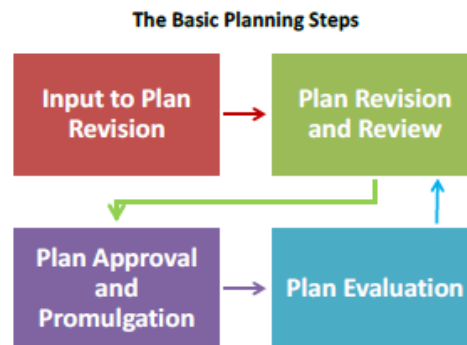 The Basic Planning Steps
Input to Plan
Revision
Plan Revision
and Review
Plan Approval
and
Promulgation
Plan Evaluation